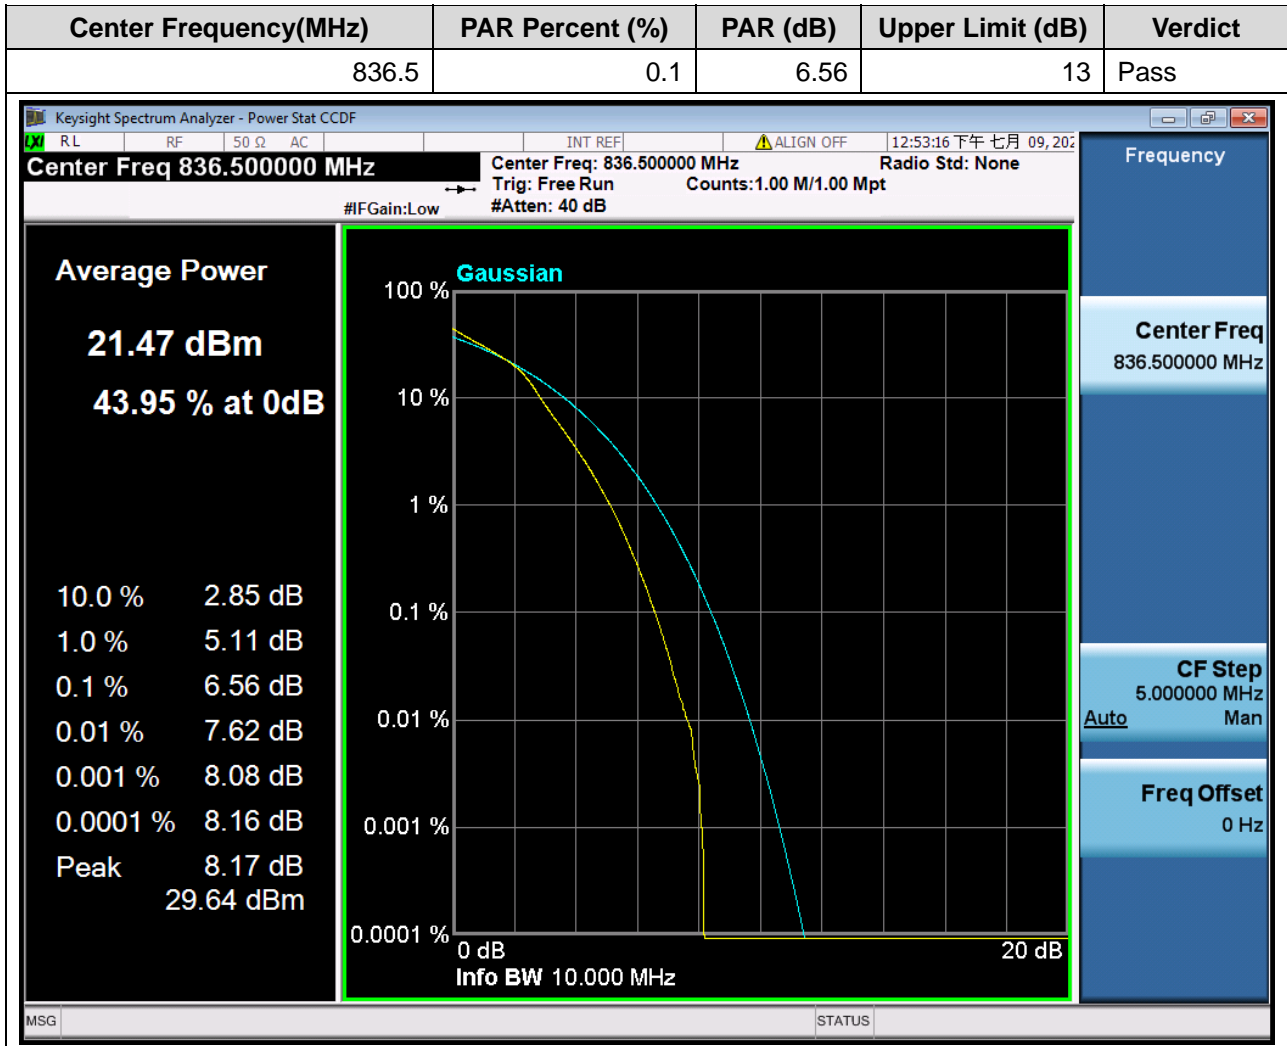 Center Frequency(MHz) PAR Percent (%) PAR (dB) Upper Limit (dB) Verdict
836.5 0.1 6.56 13 Pass
Keysight Spectrum Analyzer - Power Stat CCDF
LXI RL RF 50 Ω AC INT REF ALIGN OFF 12:53:16 下午 七月 09, 202
Center Freq 836.500000 MHz
Center Freq: 836.500000 MHz Radio Std: None
Trig: Free Run Counts:1.00 M/1.00 Mpt
#IFGain:Low #Atten: 40 dB
Frequency
Average Power
21.47 dBm
43.95 % at 0dB
10.0 % 2.85 dB
1.0 % 5.11 dB
0.1 % 6.56 dB
0.01 % 7.62 dB
0.001 % 8.08 dB
0.0001 % 8.16 dB
Peak 8.17 dB
29.64 dBm
Gaussian
100 %
10 %
1 %
0.1 %
0.01 %
0.001 %
0.0001 %
0 dB 20 dB
Info BW 10.000 MHz
Center Freq
836.500000 MHz
CF Step
5.000000 MHz
Auto Man
Freq Offset
0 Hz
MSG STATUS